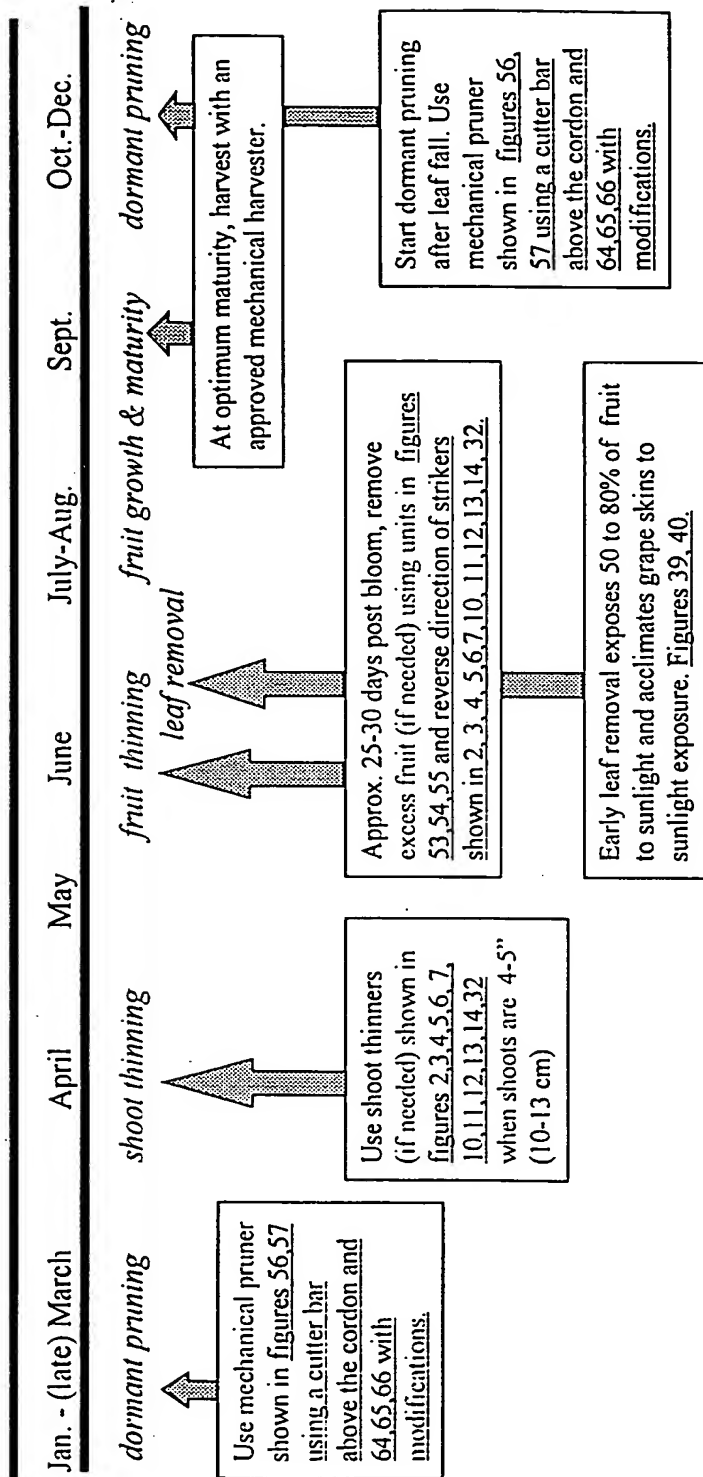 Jan. - (late) March April May June July-Aug. Sept. Oct.-Dec.
dormant pruning shoot thinning fruit thinning fruit growth & maturity dormant pruning
leaf removal
Use mechanical pruner
shown in figures 56,57
using a cutter bar
above the cordon and
64,65,66 with
modifications.
Use shoot thinners
(if needed) shown in
figures 2,3,4,5,6, 7,
10,11,12,13,14,32
when shoots are 4-5"
(10-13 cm)
Approx. 25-30 days post bloom, remove
excess fruit (if needed) using units in figures
53,54,55 and reverse direction of strikers
shown in 2, 3, 4, 5,6,7,10, 11,12,13,14, 32.
Early leaf removal exposes 50 to 80% of fruit
to sunlight and acclimates grape skins to
sunlight exposure. Figures 39, 40.
At optimum maturity, harvest with an
approved mechanical harvester.
Start dormant pruning
after leaf fall. Use
mechanical pruner
shown in figures 56,
57 using a cutter bar
above the cordon and
64,65,66 with
modifications.